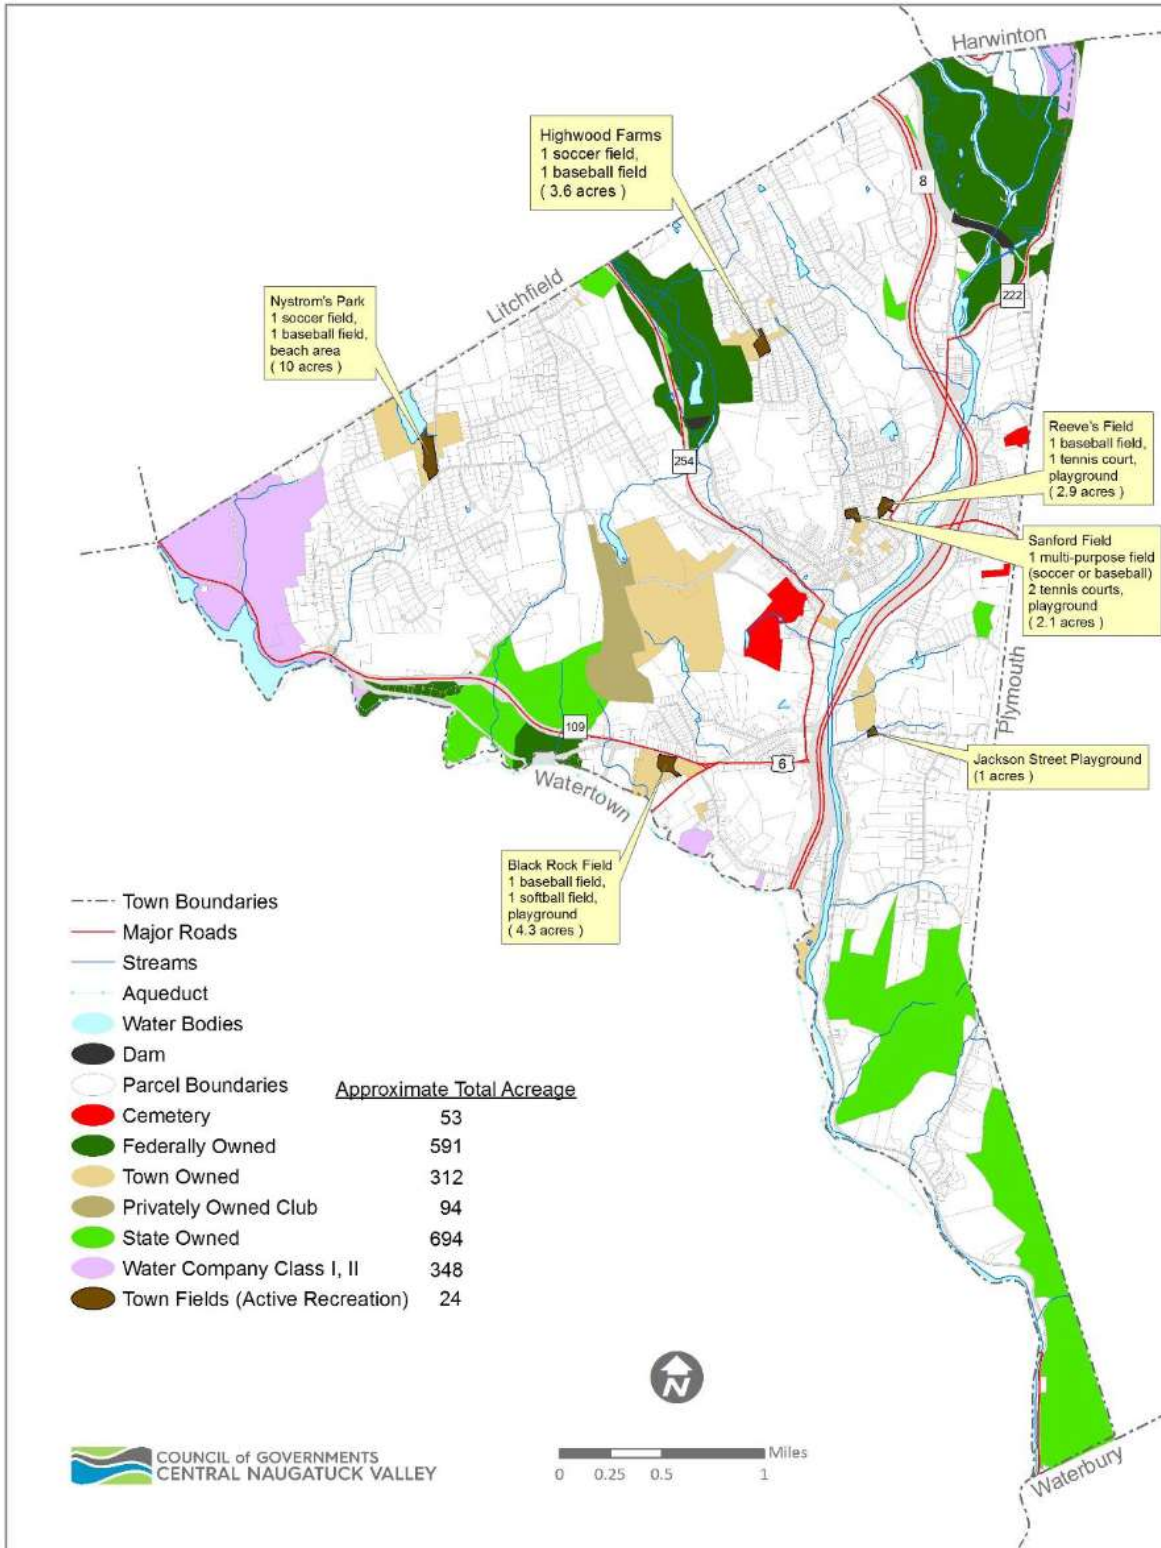 Harwinton
Highwood Farms
1 soccer field,
1 baseball field
( 3.6 acres )
8
Litchfield
222
Nystrom's Park
1 soccer field,
1 baseball field,
beach area
( 10 acres )
Reeve's Field
1 baseball field,
1 tennis court,
playground
( 2.9 acres )
254
Sanford Field
1 multi-purpose field
(soccer or baseball)
2 tennis courts,
playground
( 2.1 acres )
Plymouth
109
6
Jackson Street Playground
(1 acres )
Watertown
Black Rock Field
1 baseball field,
1 softball field,
playground
( 4.3 acres )
Town Boundaries
Major Roads
Streams
Aqueduct
Water Bodies
Dam
Parcel Boundaries
Approximate Total Acreage
Cemetery 53
Federally Owned 591
Town Owned 312
Privately Owned Club 94
State Owned 694
Water Company Class I, II 348
Town Fields (Active Recreation) 24
N
COUNCIL of GOVERNMENTS
CENTRAL NAUGATUCK VALLEY
Miles
0 0.25 0.5 1
Waterbury